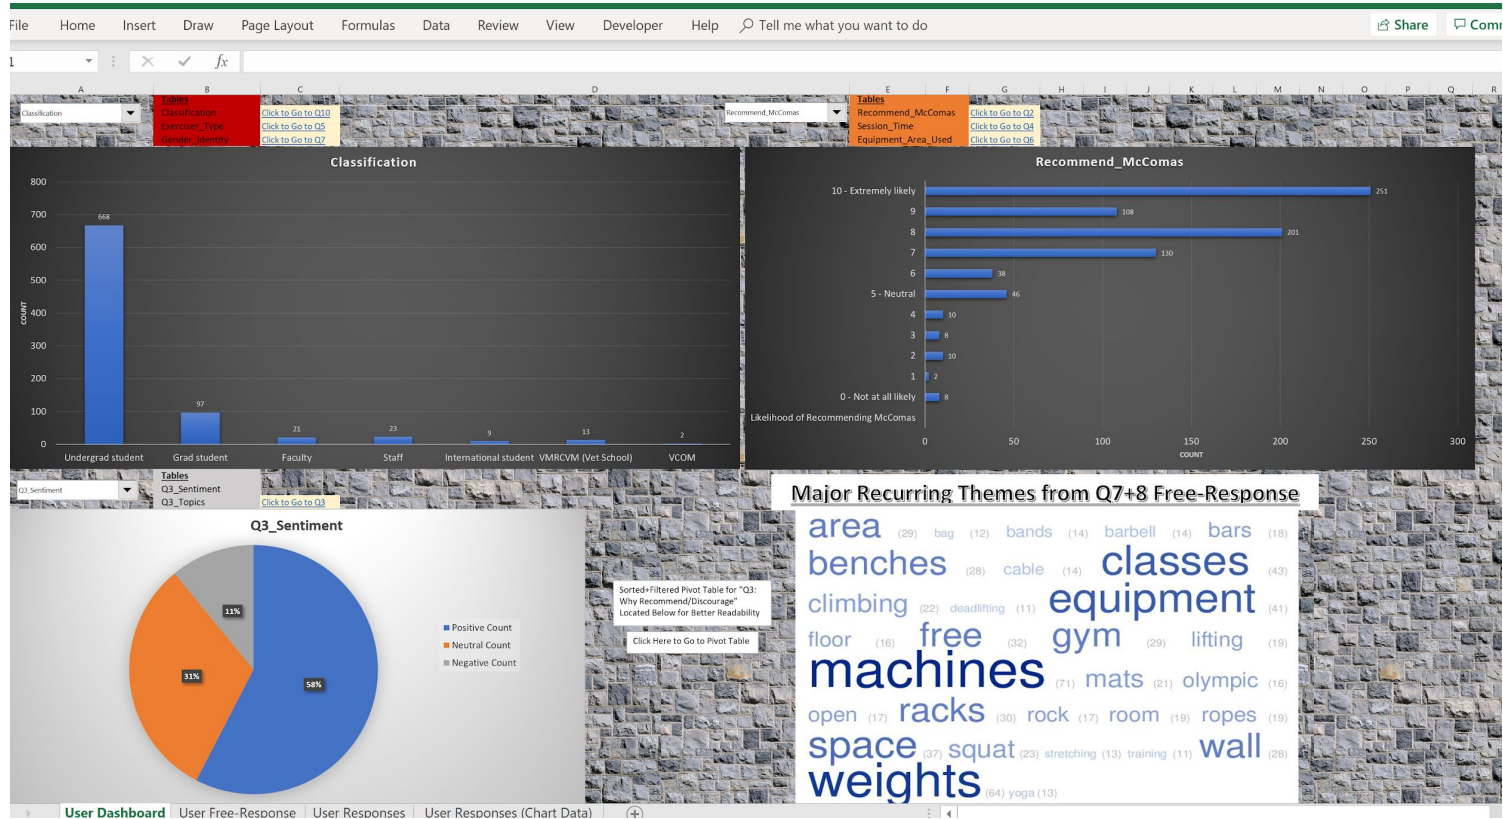 File Home Insert Draw Page Layout Formulas Data Review View Developer Help Tell me what you want to do Share Comm
1 fx
A B C D E F G H I J K L M N O P Q R
Classification
Tables
Classification Click to Go to Q10
Exerciser_Type Click to Go to Q5
Gender_Identity Click to Go to Q7
Recommend_McComas
Tables
Recommend_McComas Click to Go to Q2
Session_Time Click to Go to Q4
Equipment_Area_Used Click to Go to Q6
Classification
800
700
600
500
400
300
200
100
0
COUNT
668
97
21
23
9
13
2
Undergrad student Grad student Faculty Staff International student VMRCVM (Vet School) VCOM
Recommend_McComas
10 - Extremely likely 251
9 108
8 201
7 130
6 38
5 - Neutral 46
4 10
3 8
2 10
1 2
0 - Not at all likely 8
Likelihood of Recommending McComas
0 50 100 150 200 250 300
COUNT
Q3_Sentiment
Tables
Q3_Sentiment
Q3_Topics Click to Go to Q3
Q3_Sentiment
11%
31%
58%
Positive Count
Neutral Count
Negative Count
Sorted+Filtered Pivot Table for "Q3:
Why Recommend/Discourage"
Located Below for Better Readability
Click Here to Go to Pivot Table
Major Recurring Themes from Q7+8 Free-Response
area (29) bag (12) bands (14) barbell (14) bars (18)
benches (28) cable (14) classes (43)
climbing (22) deadlifting (11) equipment (41)
floor (16) free (32) gym (29) lifting (19)
machines (71) mats (21) olympic (16)
open (17) racks (30) rock (17) room (19) ropes (19)
space (37) squat (23) stretching (13) training (11) wall (28)
weights (64) yoga (13)
User Dashboard User Free-Response User Responses User Responses (Chart Data)